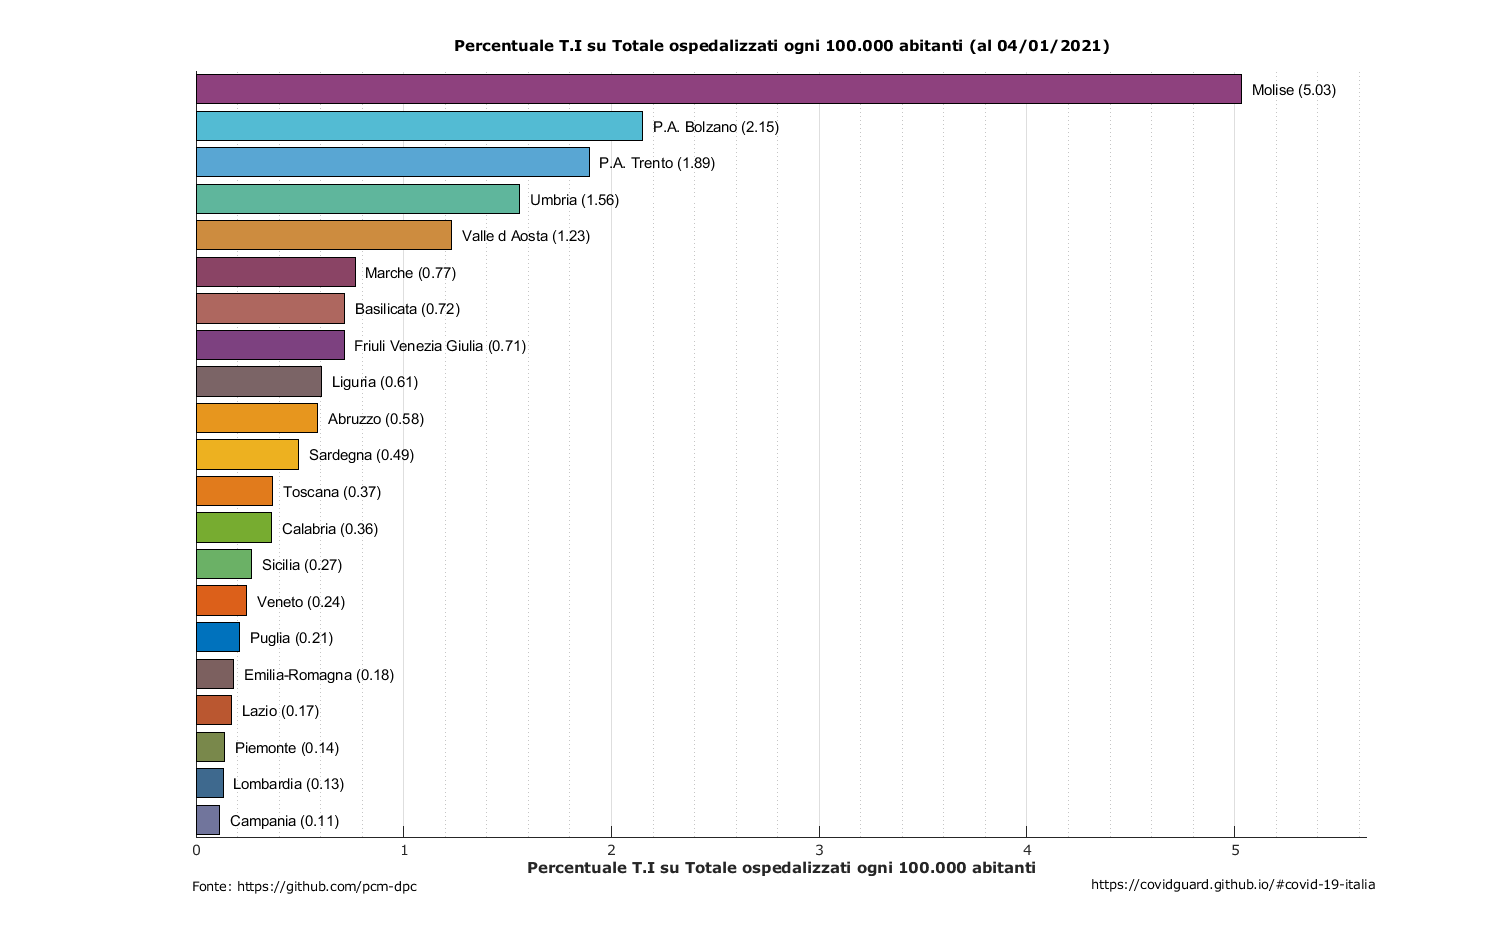 Percentuale T.I su Totale ospedalizzati ogni 100.000 abitanti (al 04/01/2021)
Molise (5.03)
P.A. Bolzano (2.15)
P.A. Trento (1.89)
Umbria (1.56)
Valle d Aosta (1.23)
Marche (0.77)
Basilicata (0.72)
Friuli Venezia Giulia (0.71)
Liguria (0.61)
Abruzzo (0.58)
Sardegna (0.49)
Toscana (0.37)
Calabria (0.36)
Sicilia (0.27)
Veneto (0.24)
Puglia (0.21)
Emilia-Romagna (0.18)
Lazio (0.17)
Piemonte (0.14)
Lombardia (0.13)
Campania (0.11)
0 1 2 3 4 5
Percentuale T.I su Totale ospedalizzati ogni 100.000 abitanti
Fonte: https://github.com/pcm-dpc
https://covidguard.github.io/#covid-19-italia